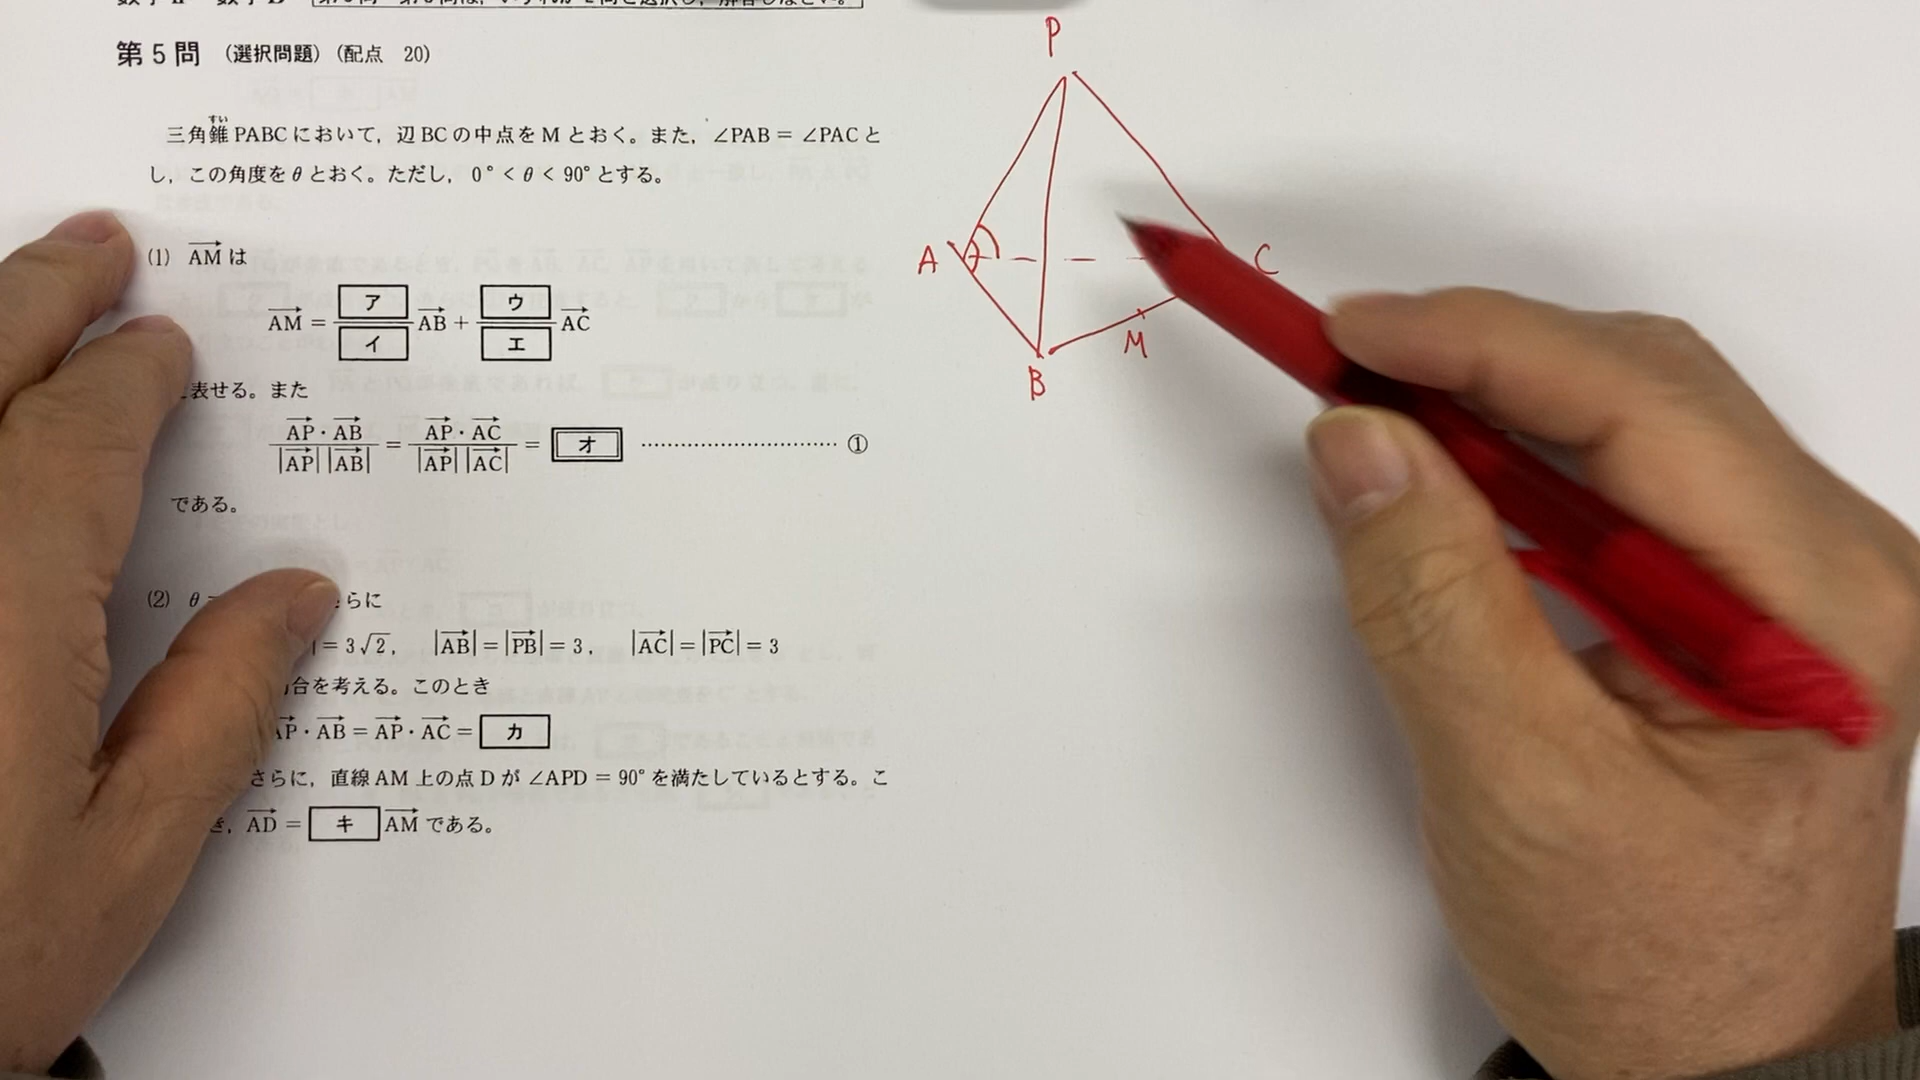 第5問 (選択問題) (配点 20)
三角錐PABCにおいて，辺BCの中点をMとおく。また，∠PAB = ∠PACと
すい
し，この角度をθとおく。ただし，0° < θ < 90°とする。
(1) AMは
AM = ア/イ AB + ウ/エ AC
表せる。また
AP・AB/|AP||AB| = AP・AC/|AP||AC| = オ ………………………… ①
である。
(2) θ らに
= 3√2， |AB| = |PB| = 3， |AC| = |PC| = 3
合を考える。このとき
P・AB = AP・AC = カ
さらに，直線AM上の点Dが∠APD = 90°を満たしているとする。こ
き，AD = キ AMである。
P
A
C
M
B